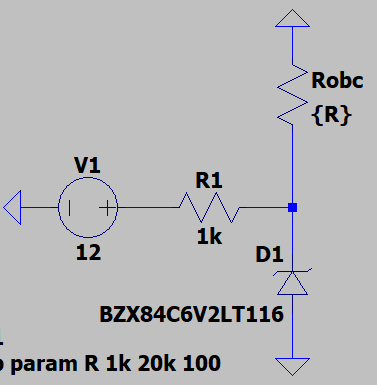 Robc
{R}
V1
R1
12
1k
D1
BZX84C6V2LT116
param R 1k 20k 100